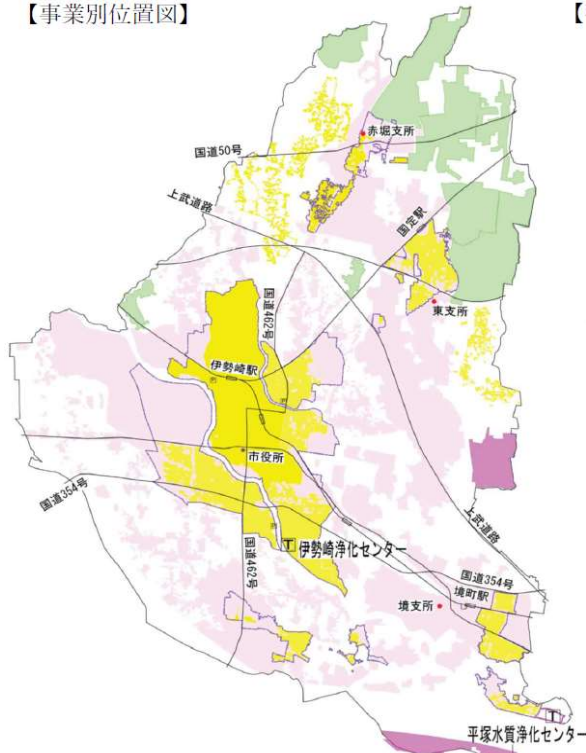 【事業別位置図】
【
赤堀支所
国道50号
上武道路
国定駅
東支所
国道462号
伊勢崎駅
市役所
国道354号
上武道路
T 伊勢崎浄化センター
国道462号
国道354号
境町駅
境支所
T
平塚水質浄化センター